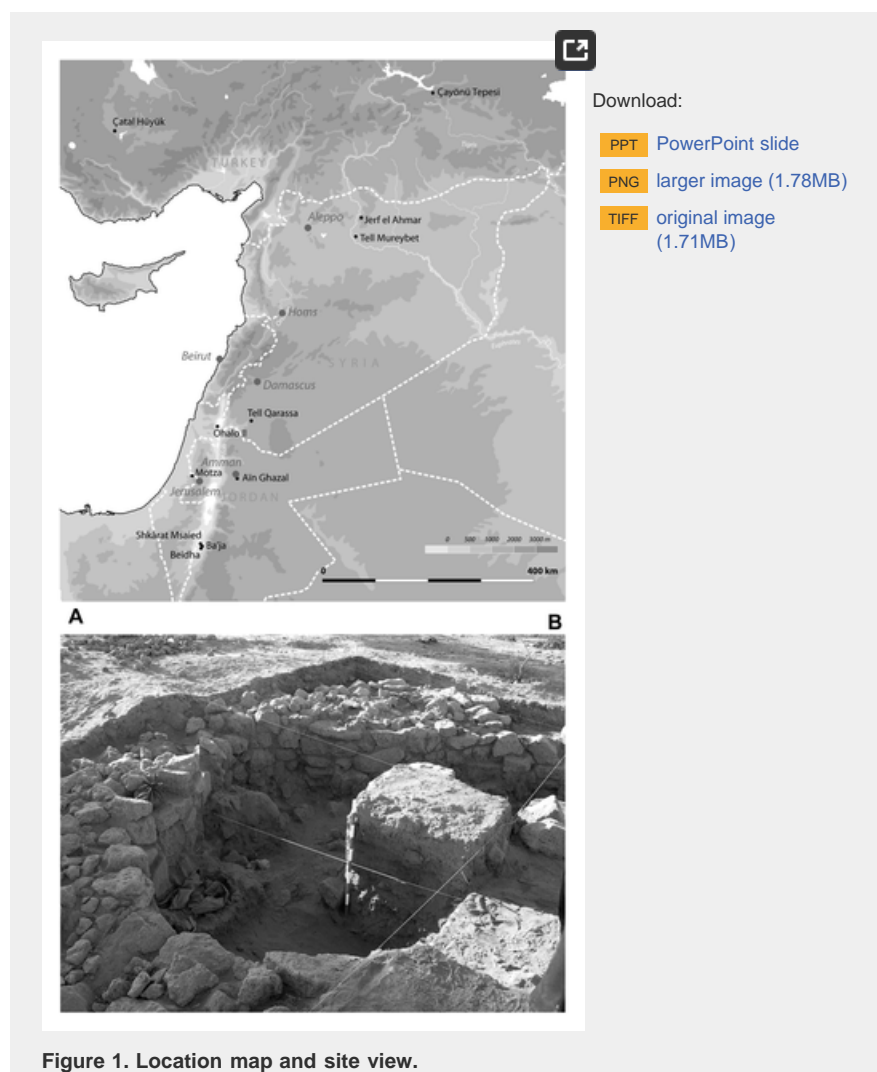 Çayönü Tepesi
Çatal Hüyük
TURKEY
Aleppo
Jerf el Ahmar
Tell Mureybet
Homs
Beirut
SYRIA
Damascus
Tell Qarassa
Ohalo II
Amman
Motza
Aïn Ghazal
Jerusalem
JORDAN
Shkârat Msaied
Ba'ja
Beidha
0 500 1000 2000 3000 m
0 400 km
A B
Download:
PPT PowerPoint slide
PNG larger image (1.78MB)
TIFF original image
(1.71MB)
Figure 1. Location map and site view.